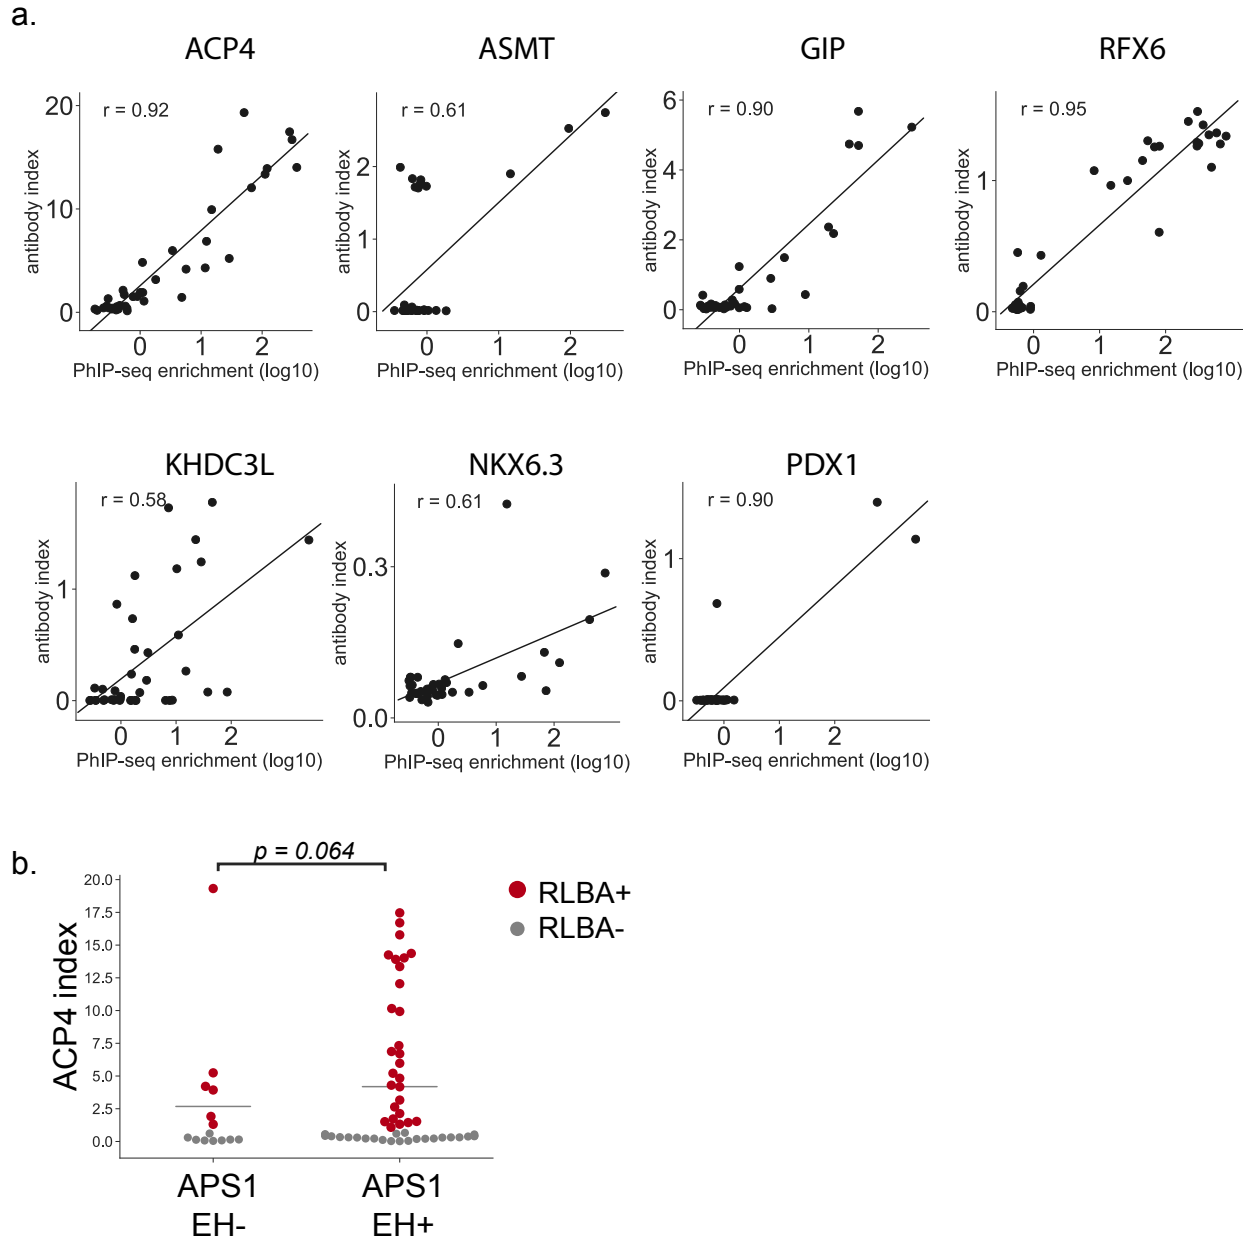 a.
ACP4
ASMT
GIP
RFX6
r = 0.92
r = 0.61
r = 0.90
r = 0.95
antibody index
20
10
0
0 1 2
PhIP-seq enrichment (log10)
antibody index
2
1
0
0 1 2
PhIP-seq enrichment (log10)
antibody index
6
4
2
0
0 1 2
PhIP-seq enrichment (log10)
antibody index
1
0
0 1 2
PhIP-seq enrichment (log10)
KHDC3L
NKX6.3
PDX1
r = 0.58
r = 0.61
r = 0.90
antibody index
1
0
0 1 2
PhIP-seq enrichment (log10)
antibody index
0.3
0.0
0 1 2
PhIP-seq enrichment (log10)
antibody index
1
0
0 1 2
PhIP-seq enrichment (log10)
b.
p = 0.064
ACP4 index
20.0
17.5
15.0
12.5
10.0
7.5
5.0
2.5
0.0
RLBA+
RLBA-
APS1
EH-
APS1
EH+